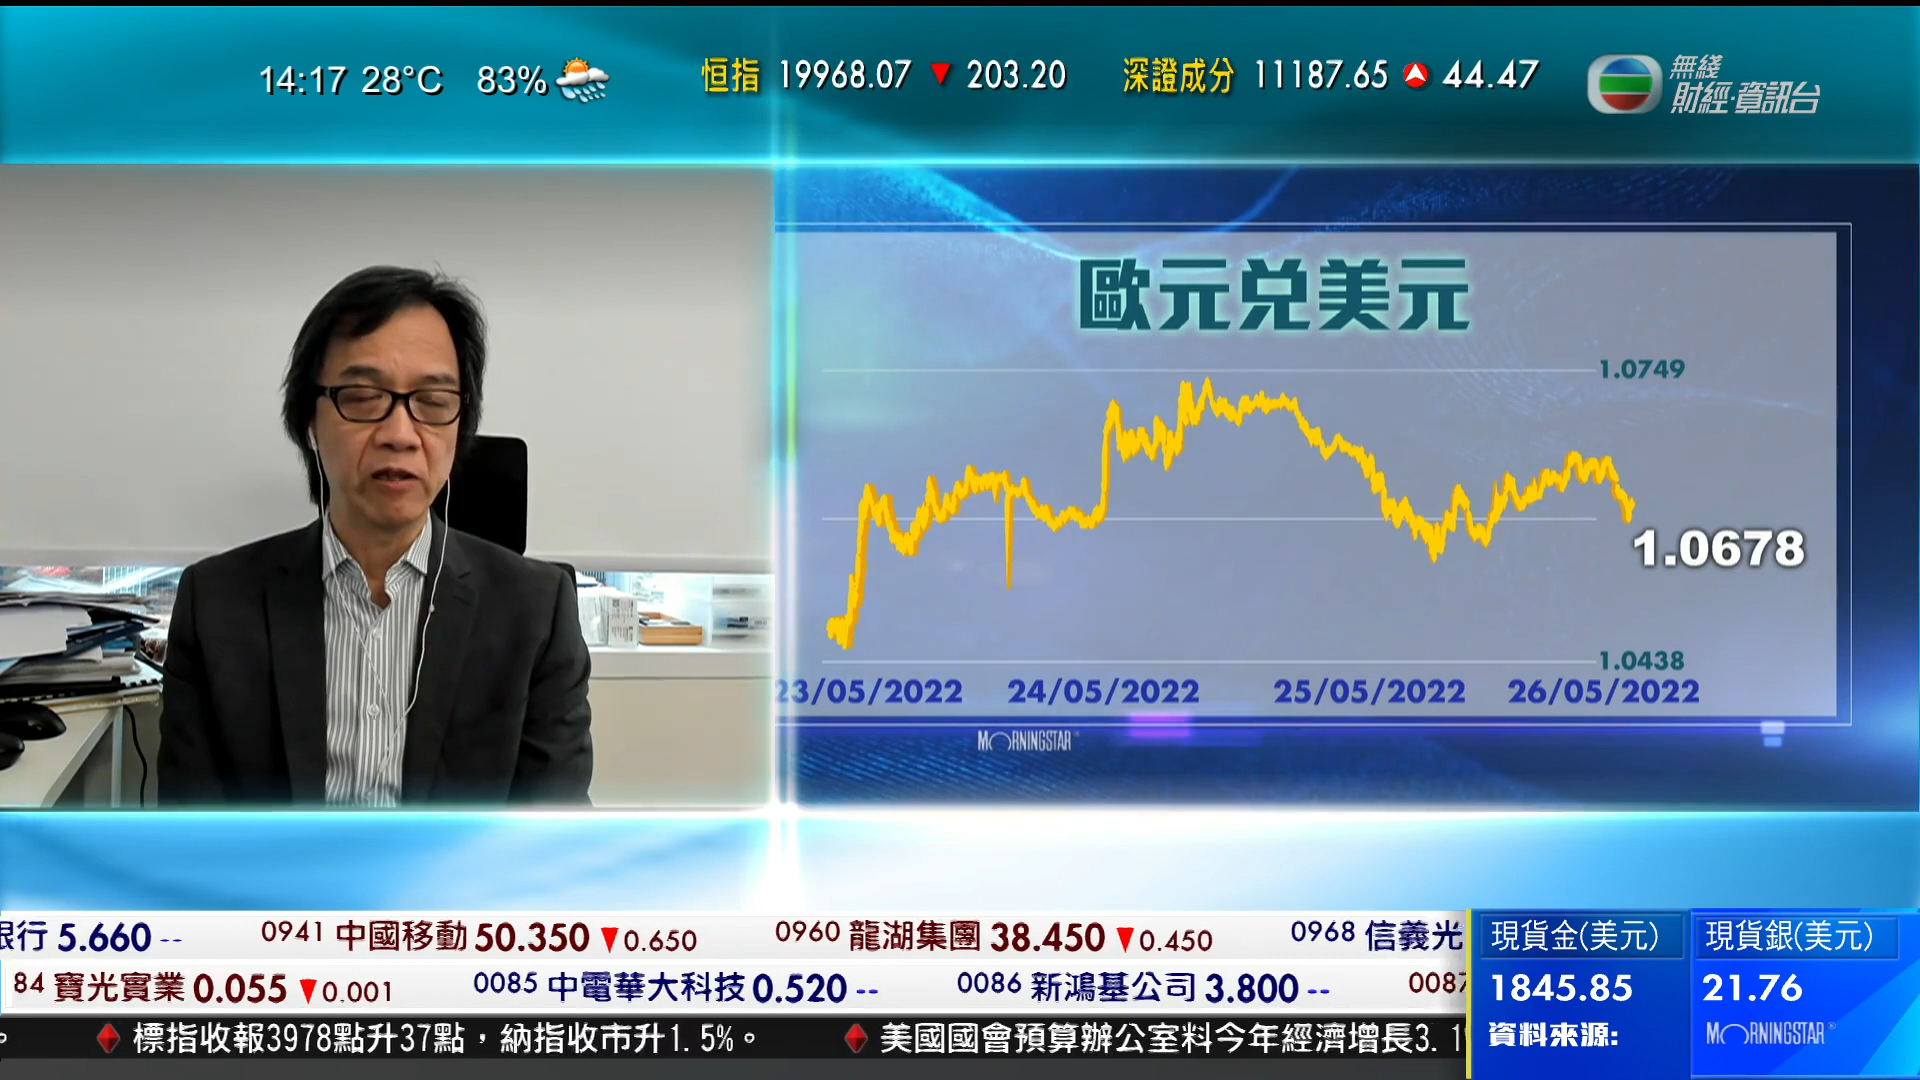 14:17 28°C 83%
恒指 19968.07 ▼ 203.20 深證成分 11187.65 ▲ 44.47
無綫
財經·資訊台
歐元兌美元
1.0749
1.0678
1.0438
23/05/2022 24/05/2022 25/05/2022 26/05/2022
MORNINGSTAR
銀行 5.660 -- 0941 中國移動 50.350 ▼ 0.650 0960 龍湖集團 38.450 ▼ 0.450 0968 信義光
84 寶光實業 0.055 ▼ 0.001 0085 中電華大科技 0.520 -- 0086 新鴻基公司 3.800 -- 0087
。 ♦ 標指收報3978點升37點，納指收市升1.5%。 ♦ 美國國會預算辦公室料今年經濟增長3.1
現貨金(美元) 現貨銀(美元)
1845.85 21.76
資料來源: MORNINGSTAR®